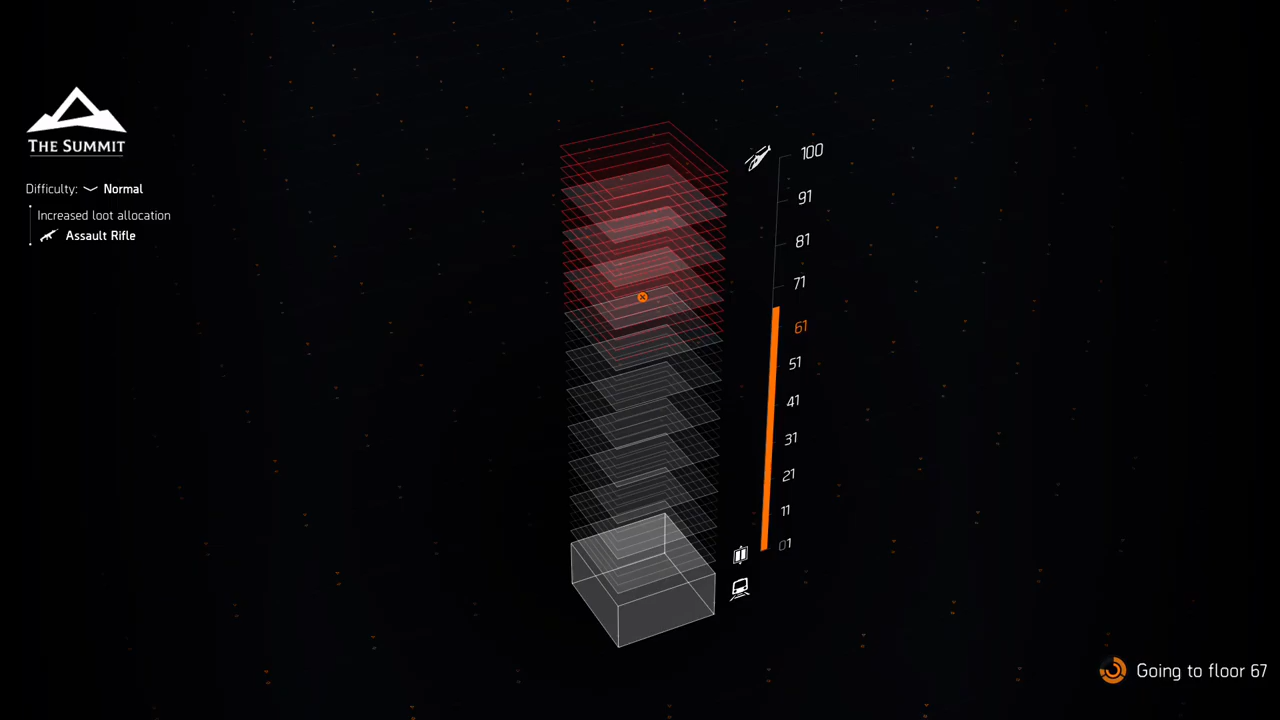 THE SUMMIT
Difficulty: Normal
Increased loot allocation
Assault Rifle
100
91
81
71
61
51
41
31
21
11
01
Going to floor 67